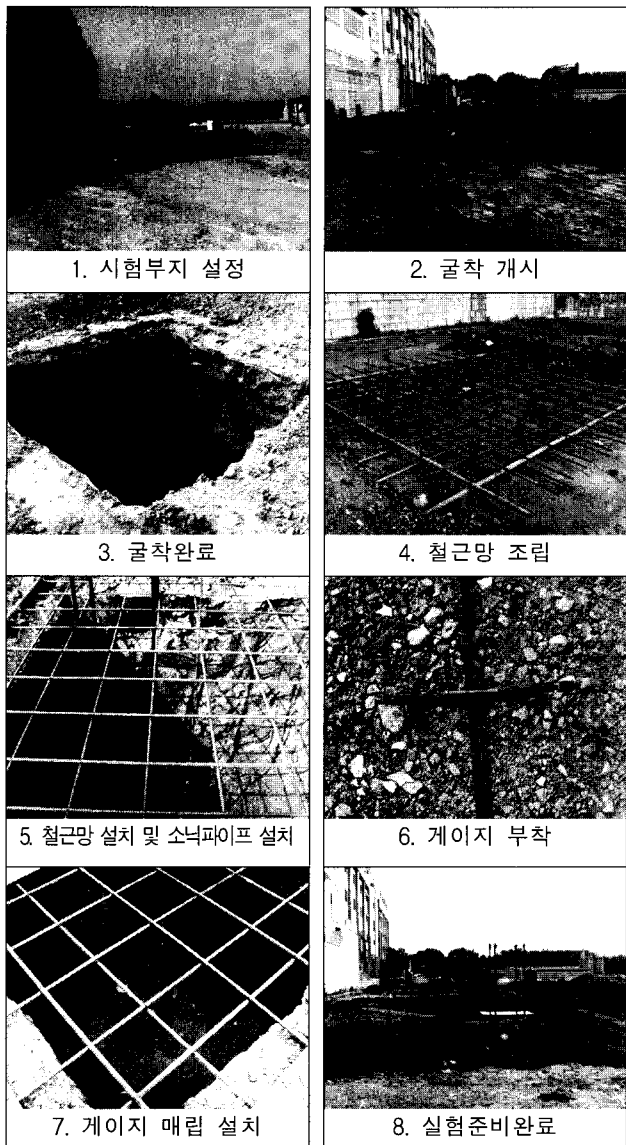 1. 시험부지 설정
2. 굴착 개시
3. 굴착완료
4. 철근망 조립
5. 철근망 설치 및 소닉파이프 설치
6. 게이지 부착
7. 게이지 매립 설치
8. 실험준비완료